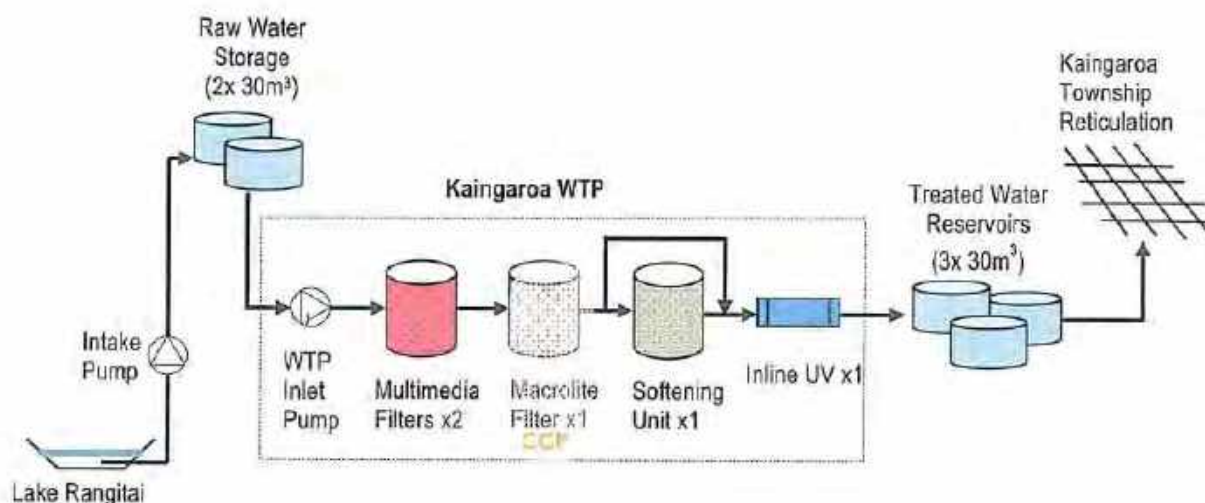 Raw Water
Storage
(2x 30m³)
Kaingaroa
Township
Reticulation
Kaingaroa WTP
Treated Water
Reservoirs
(3x 30m³)
Intake
Pump
WTP
Inlet
Pump
Multimedia
Filters x2
Macrolite
Filter x1
Softening
Unit x1
Inline UV x1
Lake Rangitai